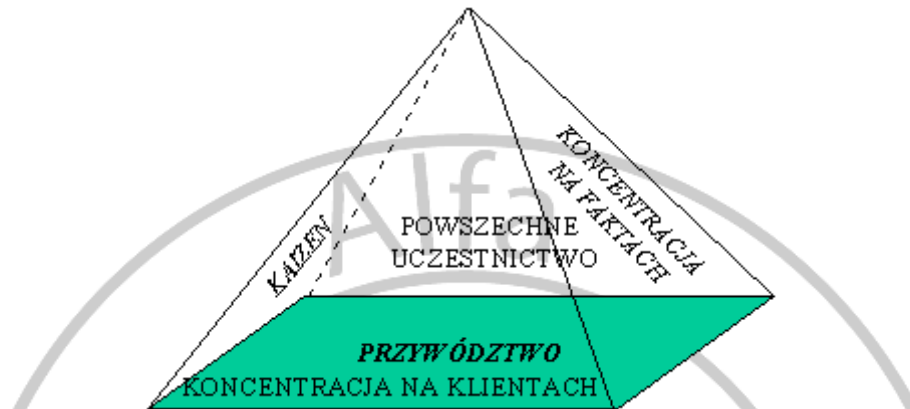 Alfa
KONCENTRACJA
NA FAKTACH
KAIZEN
POWSZECHNE
UCZESTNICTWO
PRZYWÓDZTWO
KONCENTRACJA NA KLIENTACH